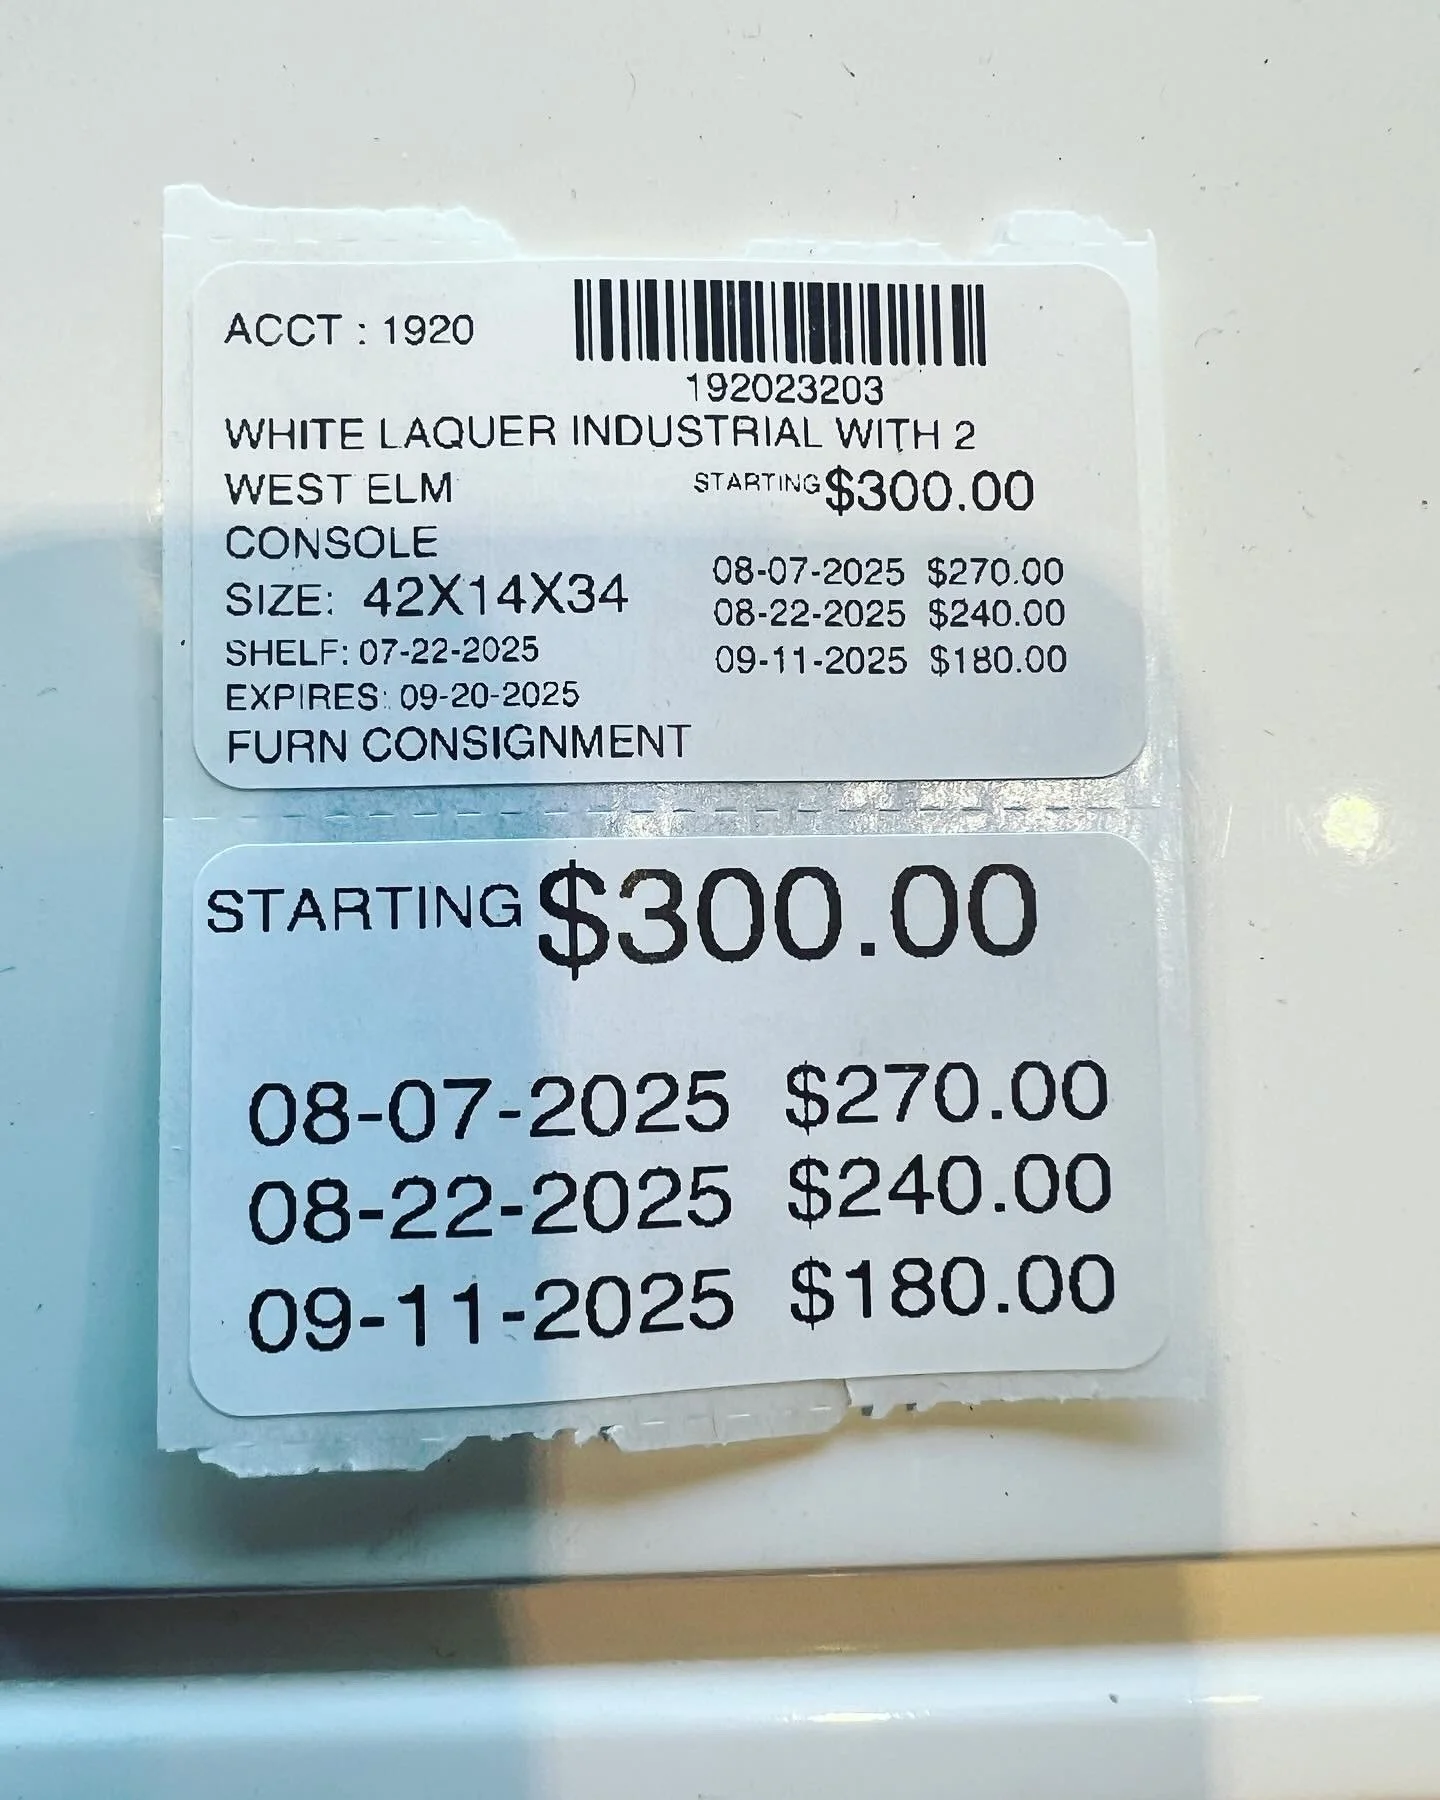 ACCT : 1920
192023203
WHITE LAQUER INDUSTRIAL WITH 2
WEST ELM
STARTING $300.00
CONSOLE
SIZE: 42X14X34
SHELF: 07-22-2025
EXPIRES: 09-20-2025
FURN CONSIGNMENT
08-07-2025 $270.00
08-22-2025 $240.00
09-11-2025 $180.00
STARTING $300.00
08-07-2025 $270.00
08-22-2025 $240.00
09-11-2025 $180.00